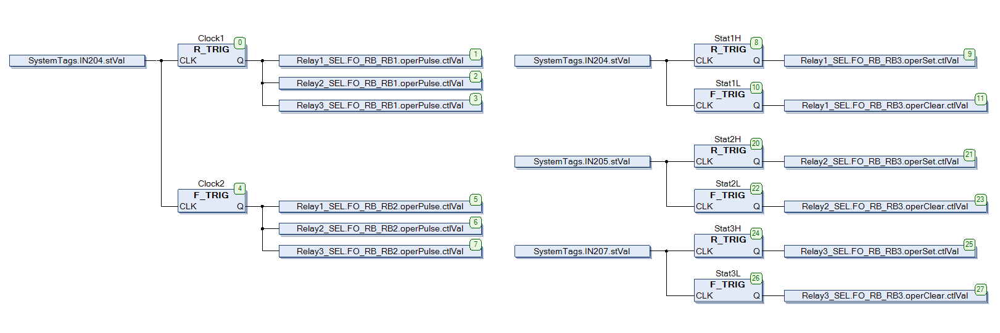 Clock1
0
R_TRIG
SystemTags.IN204.stVal
CLK Q
1
Relay1_SEL.FO_RB_RB1.operPulse.ctlVal
2
Relay2_SEL.FO_RB_RB1.operPulse.ctlVal
3
Relay3_SEL.FO_RB_RB1.operPulse.ctlVal
Clock2
4
F_TRIG
CLK Q
5
Relay1_SEL.FO_RB_RB2.operPulse.ctlVal
6
Relay2_SEL.FO_RB_RB2.operPulse.ctlVal
7
Relay3_SEL.FO_RB_RB2.operPulse.ctlVal
Stat1H
8
R_TRIG
SystemTags.IN204.stVal
CLK Q
9
Relay1_SEL.FO_RB_RB3.operSet.ctlVal
Stat1L
10
F_TRIG
CLK Q
11
Relay1_SEL.FO_RB_RB3.operClear.ctlVal
Stat2H
20
R_TRIG
SystemTags.IN205.stVal
CLK Q
21
Relay2_SEL.FO_RB_RB3.operSet.ctlVal
Stat2L
22
F_TRIG
CLK Q
23
Relay2_SEL.FO_RB_RB3.operClear.ctlVal
Stat3H
24
R_TRIG
SystemTags.IN207.stVal
CLK Q
25
Relay3_SEL.FO_RB_RB3.operSet.ctlVal
Stat3L
26
F_TRIG
CLK Q
27
Relay3_SEL.FO_RB_RB3.operClear.ctlVal